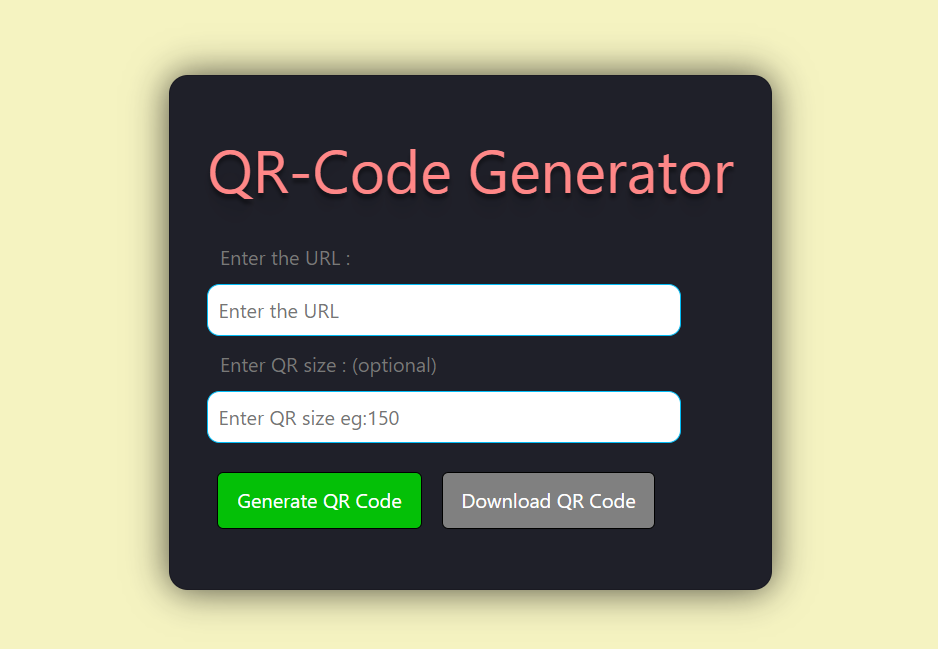 QR-Code Generator
Enter the URL :
Enter the URL
Enter QR size : (optional)
Enter QR size eg:150
Generate QR Code
Download QR Code